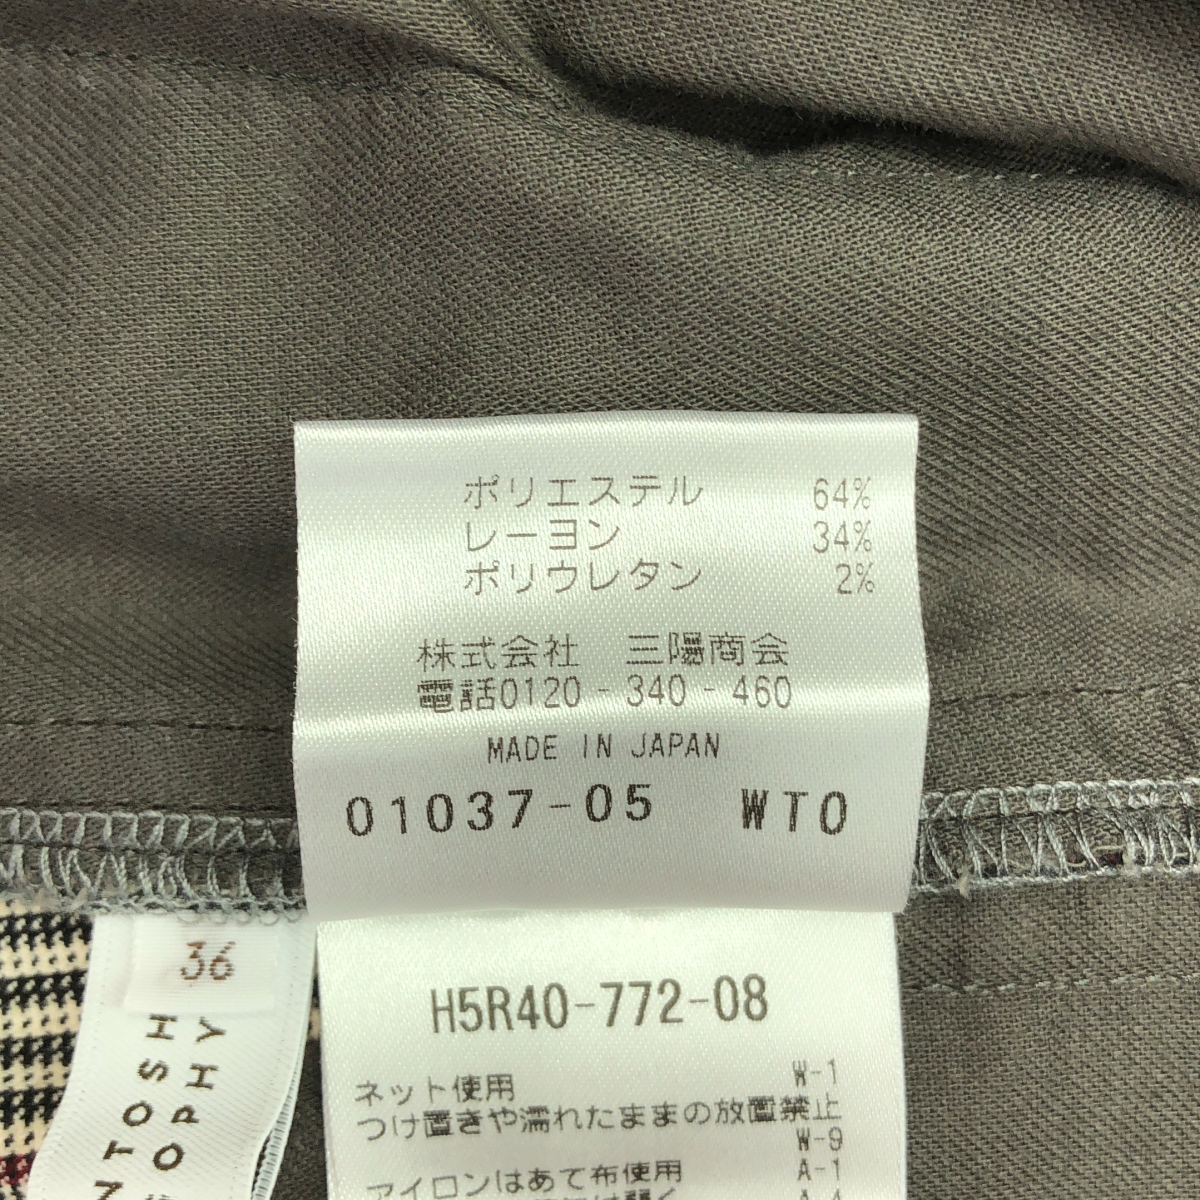 ポリエステル 64%
レーヨン 34%
ポリウレタン 2%
株式会社 三陽商会
電話0120-340-460
MADE IN JAPAN
01037-05 WTO
36
NTOSH
OPHY
H5R40-772-08
ネット使用 W-1
つけ置きや濡れたままの放置禁止
W-9
アイロンはあて布使用 A-1